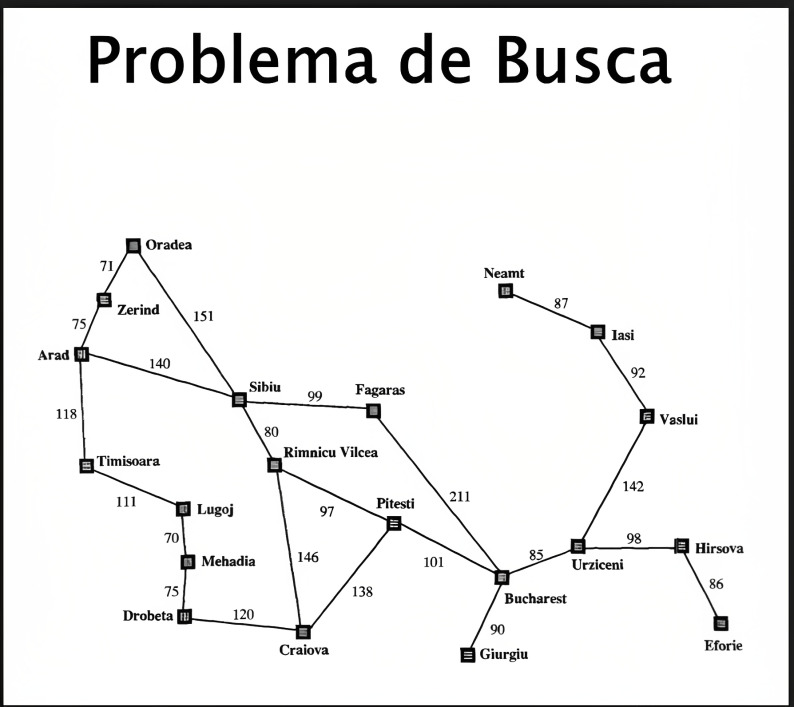 Problema de Busca
Oradea
71
Neamt
87
Zerind
151
75
Iasi
Arad
140
92
Sibiu
99
Fagaras
118
80
Vaslui
Rimnicu Vilcea
Timisoara
111
97
211
142
Lugoj
Pitesti
70
146
101
98
Hirsova
85
Mehadia
Urziceni
75
138
86
Bucharest
Drobeta
120
90
Craiova
Giurgiu
Eforie